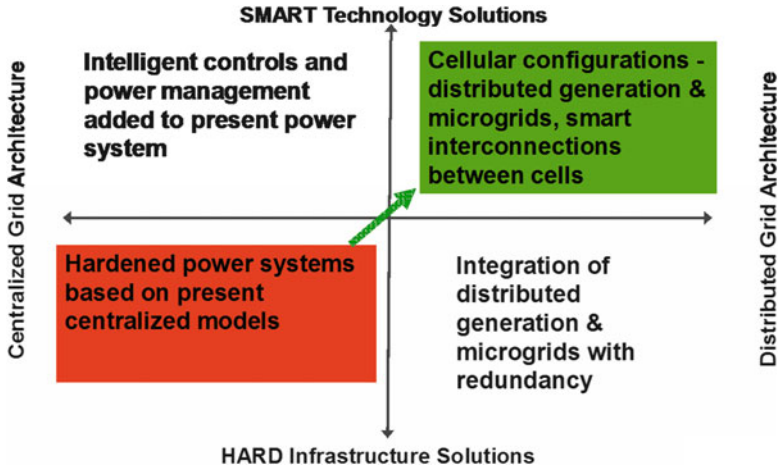 SMART Technology Solutions
Centralized Grid Architecture
Intelligent controls and
power management
added to present power
system
Cellular configurations -
distributed generation &
microgrids, smart
interconnections
between cells
Distributed Grid Architecture
Hardened power systems
based on present
centralized models
Integration of
distributed
generation &
microgrids with
redundancy
HARD Infrastructure Solutions